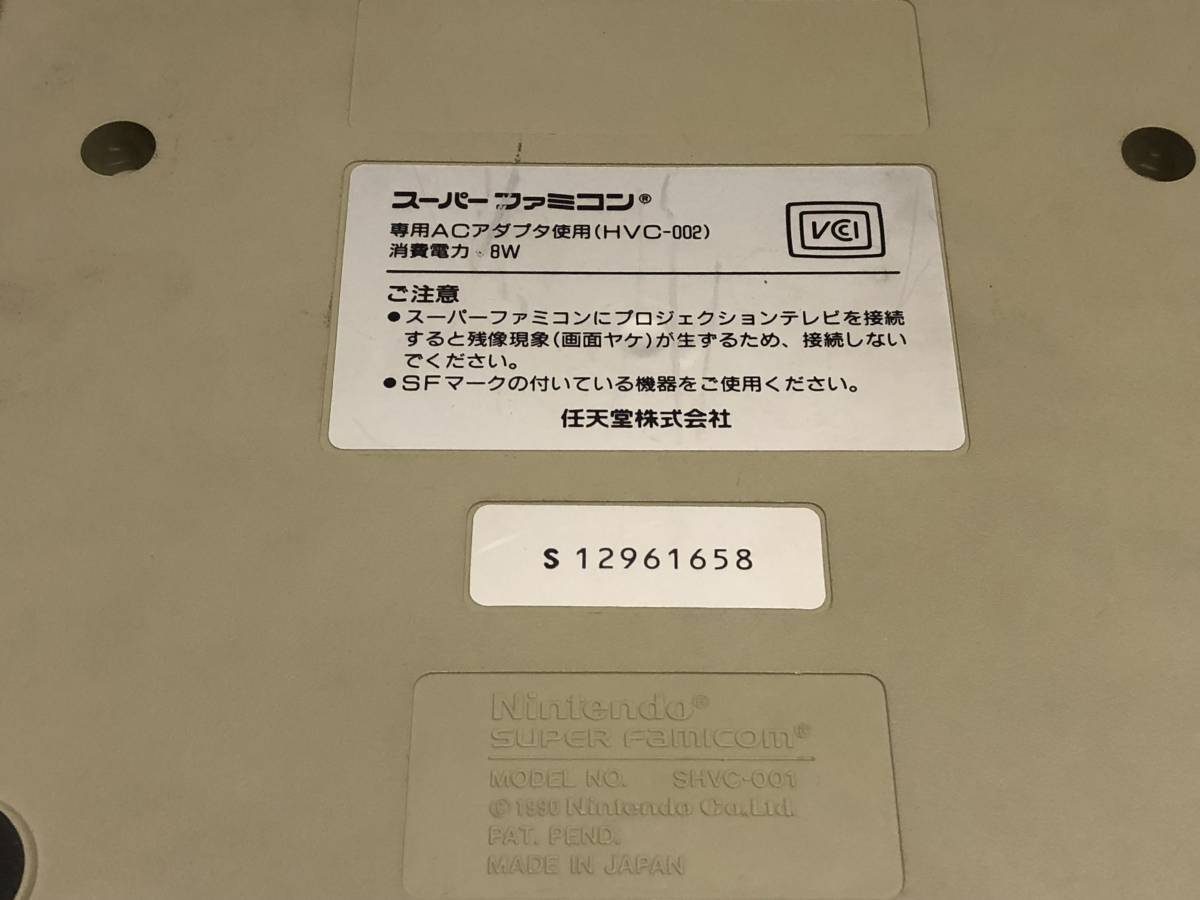 スーパーファミコン®
専用ACアダプタ使用(HVC-002)
消費電力 8W
VCCI
ご注意
●スーパーファミコンにプロジェクションテレビを接続
すると残像現象(画面ヤケ)が生ずるため、接続しない
でください。
●SFマークの付いている機器をご使用ください。
任天堂株式会社
S 12961658
Nintendo®
SUPER FAMICOM®
MODEL NO. SHVC-001
©1990 Nintendo Co.,Ltd.
PAT. PEND.
MADE IN JAPAN